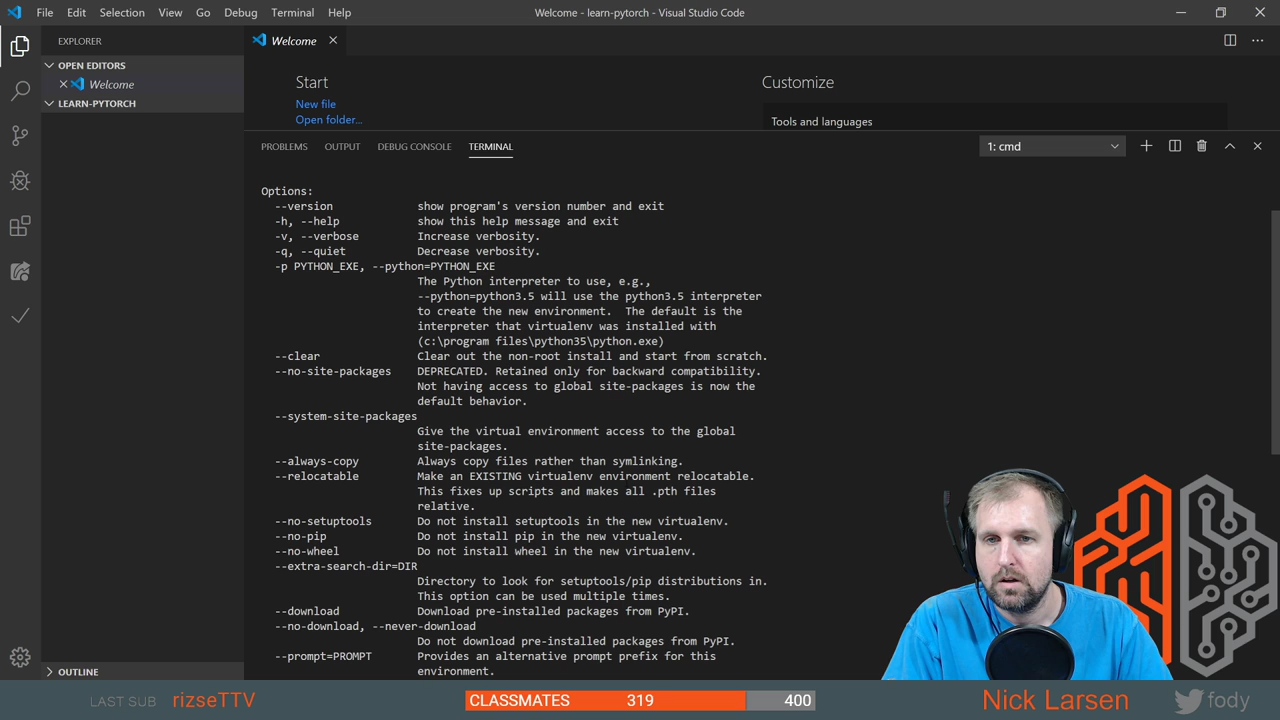 File Edit Selection View Go Debug Terminal Help
Welcome - learn-pytorch - Visual Studio Code
EXPLORER
Welcome
OPEN EDITORS
Welcome
LEARN-PYTORCH
OUTLINE
Start
New file
Open folder...
Customize
Tools and languages
PROBLEMS OUTPUT DEBUG CONSOLE TERMINAL
1: cmd
Options:
--version show program's version number and exit
-h, --help show this help message and exit
-v, --verbose Increase verbosity.
-q, --quiet Decrease verbosity.
-p PYTHON_EXE, --python=PYTHON_EXE
The Python interpreter to use, e.g.,
--python=python3.5 will use the python3.5 interpreter
to create the new environment.  The default is the
interpreter that virtualenv was installed with
(c:\program files\python35\python.exe)
--clear Clear out the non-root install and start from scratch.
--no-site-packages DEPRECATED. Retained only for backward compatibility.
Not having access to global site-packages is now the
default behavior.
--system-site-packages
Give the virtual environment access to the global
site-packages.
--always-copy Always copy files rather than symlinking.
--relocatable Make an EXISTING virtualenv environment relocatable.
This fixes up scripts and makes all .pth files
relative.
--no-setuptools Do not install setuptools in the new virtualenv.
--no-pip Do not install pip in the new virtualenv.
--no-wheel Do not install wheel in the new virtualenv.
--extra-search-dir=DIR
Directory to look for setuptools/pip distributions in.
This option can be used multiple times.
--download Download pre-installed packages from PyPI.
--no-download, --never-download
Do not download pre-installed packages from PyPI.
--prompt=PROMPT Provides an alternative prompt prefix for this
environment.
LAST SUB rizseTTV
CLASSMATES 319 400
Nick Larsen fody